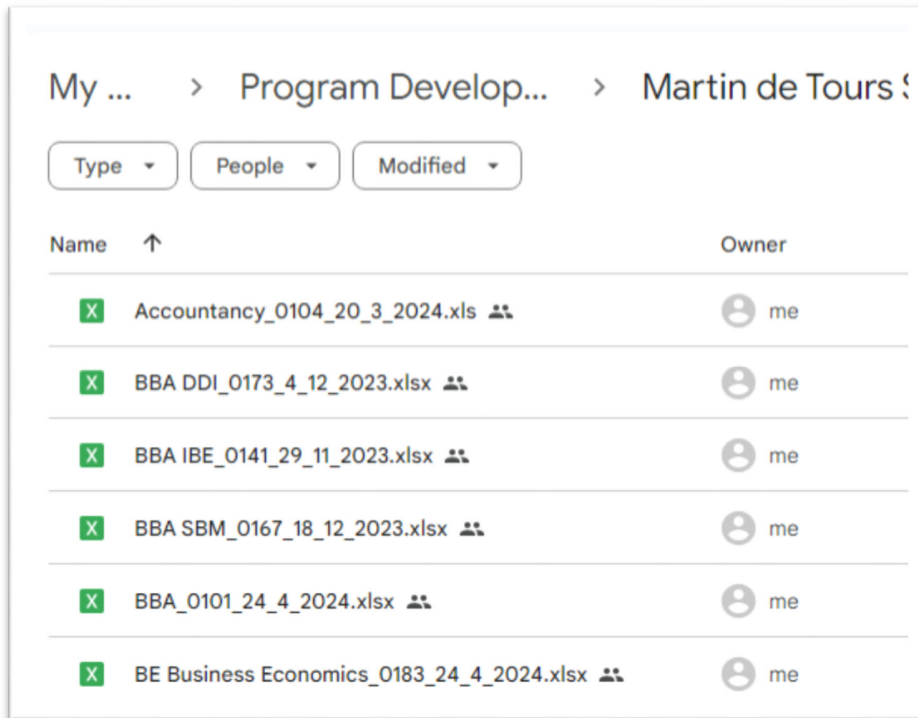 My ... > Program Develop... > Martin de Tours
Type People Modified
Name Owner
Accountancy_0104_20_3_2024.xls me
BBA DDI_0173_4_12_2023.xlsx me
BBA IBE_0141_29_11_2023.xlsx me
BBA SBM_0167_18_12_2023.xlsx me
BBA_0101_24_4_2024.xlsx me
BE Business Economics_0183_24_4_2024.xlsx me